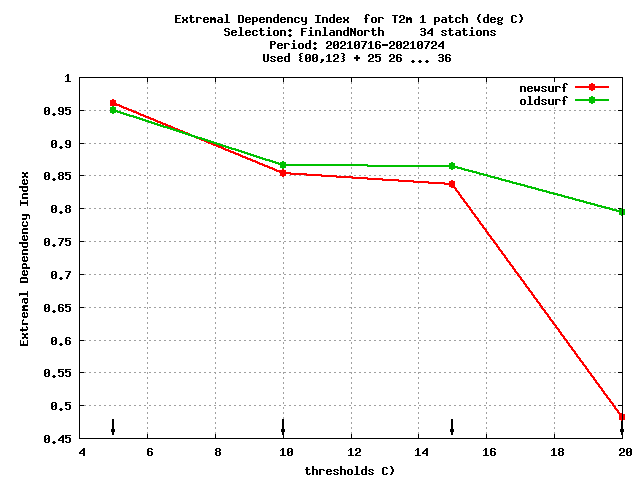 Extremal Dependency Index  for T2m 1 patch (deg C)
Selection: FinlandNorth     34 stations
Period: 20210716-20210724
Used {00,12} + 25 26 ... 36
newsurf
oldsurf
Extremal Dependency Index
1
0.95
0.9
0.85
0.8
0.75
0.7
0.65
0.6
0.55
0.5
0.45
4 6 8 10 12 14 16 18 20
thresholds C)